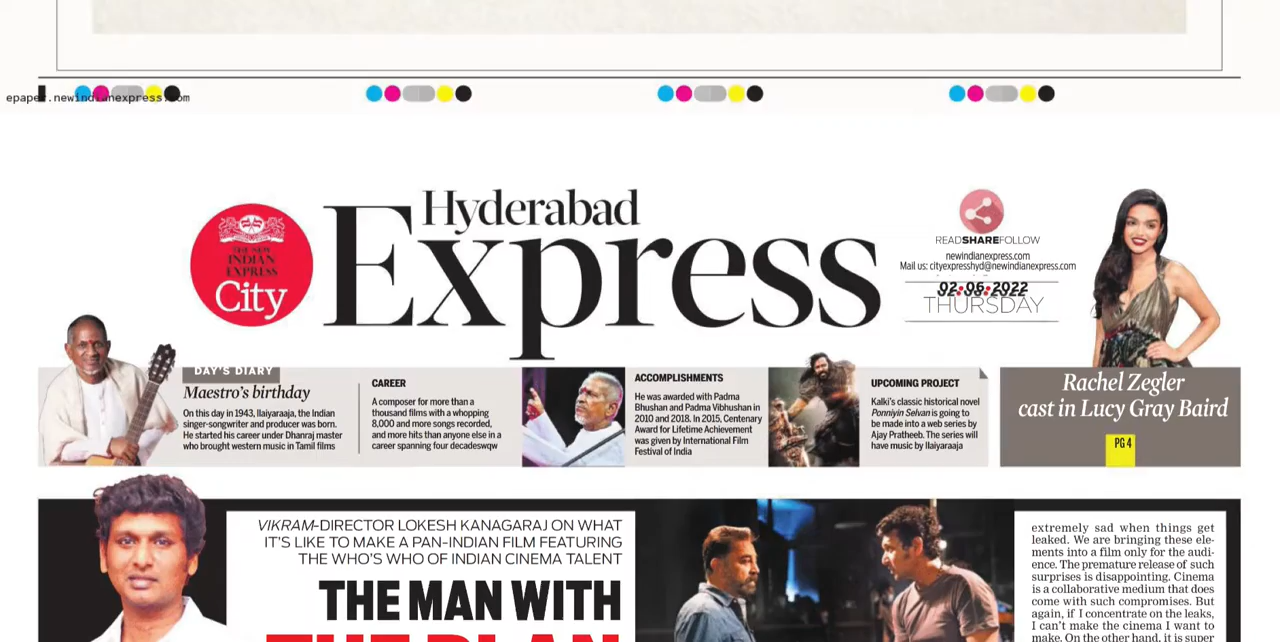 epaper.newindianexpress.com
THE NEW
INDIAN
EXPRESS
City
Hyderabad
Express
READSHAREFOLLOW
newindianexpress.com
Mail us: cityexpresshyd@newindianexpress.com
THURSDAY
DAY'S DIARY
Maestro's birthday
On this day in 1943, Ilaiyaraaja, the Indian
singer-songwriter and producer was born.
He started his career under Dhanraj master
who brought western music in Tamil films
CAREER
A composer for more than a
thousand films with a whopping
8,000 and more songs recorded,
and more hits than anyone else in a
career spanning four decadeswqw
ACCOMPLISHMENTS
He was awarded with Padma
Bhushan and Padma Vibhushan in
2010 and 2018. In 2015, Centenary
Award for Lifetime Achievement
was given by International Film
Festival of India
UPCOMING PROJECT
Kalki's classic historical novel
Ponniyin Selvan is going to
be made into a web series by
Ajay Pratheeb. The series will
have music by Ilaiyaraaja
Rachel Zegler
cast in Lucy Gray Baird
PG 4
VIKRAM-DIRECTOR LOKESH KANAGARAJ ON WHAT
IT'S LIKE TO MAKE A PAN-INDIAN FILM FEATURING
THE WHO'S WHO OF INDIAN CINEMA TALENT
THE MAN WITH
THE PLAN
extremely sad when things get
leaked. We are bringing these ele-
ments into a film only for the audi-
ence. The premature release of such
surprises is disappointing. Cinema
is a collaborative medium that does
come with such compromises. But
again, if I concentrate on the leaks,
I can't make the cinema I want to
make. On the other hand, it is super